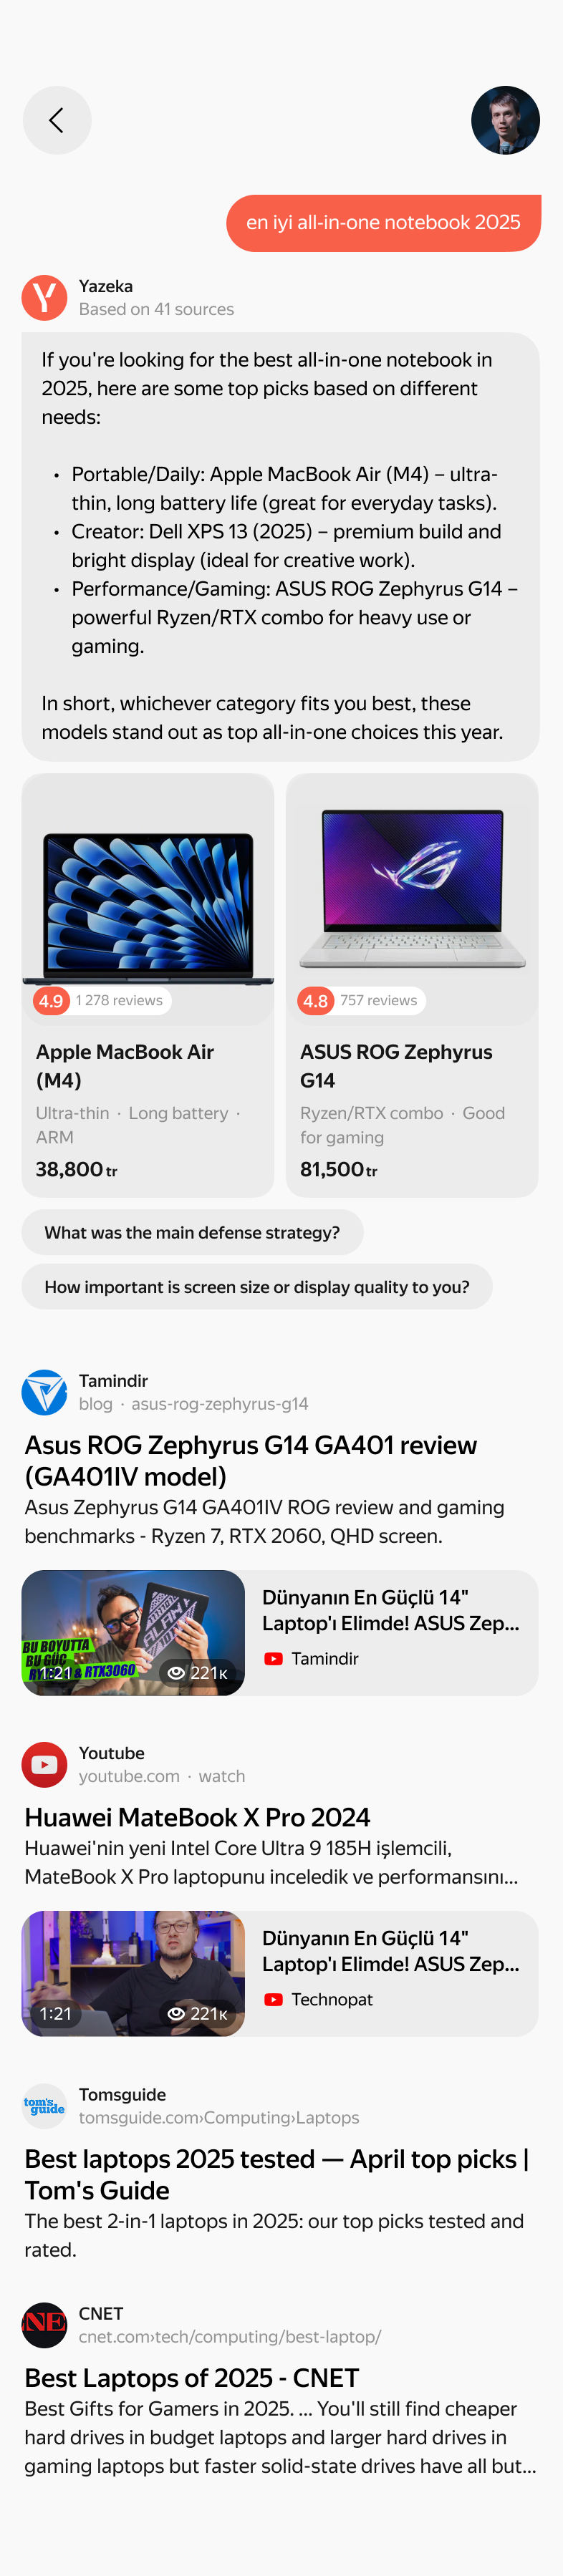 en iyi all-in-one notebook 2025
Yazeka
Based on 41 sources
If you're looking for the best all-in-one notebook in
2025, here are some top picks based on different
needs:
• Portable/Daily: Apple MacBook Air (M4) – ultra-
thin, long battery life (great for everyday tasks).
• Creator: Dell XPS 13 (2025) – premium build and
bright display (ideal for creative work).
• Performance/Gaming: ASUS ROG Zephyrus G14 –
powerful Ryzen/RTX combo for heavy use or
gaming.
In short, whichever category fits you best, these
models stand out as top all-in-one choices this year.
4.9 1 278 reviews
Apple MacBook Air
(M4)
Ultra-thin · Long battery ·
ARM
38,800 tr
4.8 757 reviews
ASUS ROG Zephyrus
G14
Ryzen/RTX combo · Good
for gaming
81,500 tr
What was the main defense strategy?
How important is screen size or display quality to you?
Tamindir
blog · asus-rog-zephyrus-g14
Asus ROG Zephyrus G14 GA401 review
(GA401IV model)
Asus Zephyrus G14 GA401IV ROG review and gaming
benchmarks - Ryzen 7, RTX 2060, QHD screen.
BU BOYUTTA
BU GÜÇ
& RTX3060
1:21
221к
Dünyanın En Güçlü 14"
Laptop'ı Elimde! ASUS Zep...
Tamindir
Youtube
youtube.com · watch
Huawei MateBook X Pro 2024
Huawei'nin yeni Intel Core Ultra 9 185H işlemcili,
MateBook X Pro laptopunu inceledik ve performansını...
1:21
221к
Dünyanın En Güçlü 14"
Laptop'ı Elimde! ASUS Zep...
Technopat
tom's
guide
Tomsguide
tomsguide.com›Computing›Laptops
Best laptops 2025 tested — April top picks |
Tom's Guide
The best 2-in-1 laptops in 2025: our top picks tested and
rated.
NE
CNET
cnet.com›tech/computing/best-laptop/
Best Laptops of 2025 - CNET
Best Gifts for Gamers in 2025. ... You'll still find cheaper
hard drives in budget laptops and larger hard drives in
gaming laptops but faster solid-state drives have all but...